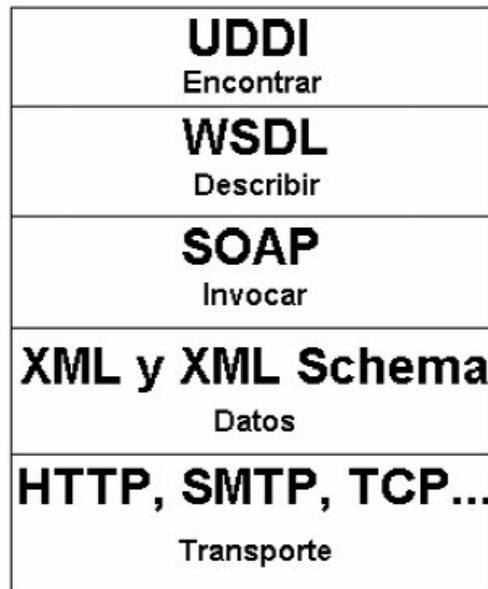 UDDI
Encontrar
WSDL
Describir
SOAP
Invocar
XML y XML Schema
Datos
HTTP, SMTP, TCP...
Transporte